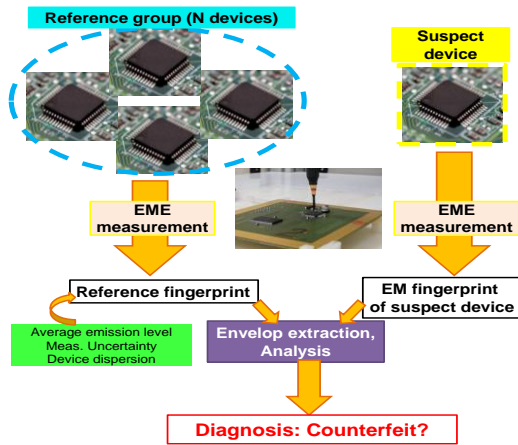 Reference group (N devices)
Suspect
device
EME
measurement
EME
measurement
Reference fingerprint
EM fingerprint
of suspect device
Average emission level
Meas. Uncertainty
Device dispersion
Envelop extraction,
Analysis
Diagnosis: Counterfeit?